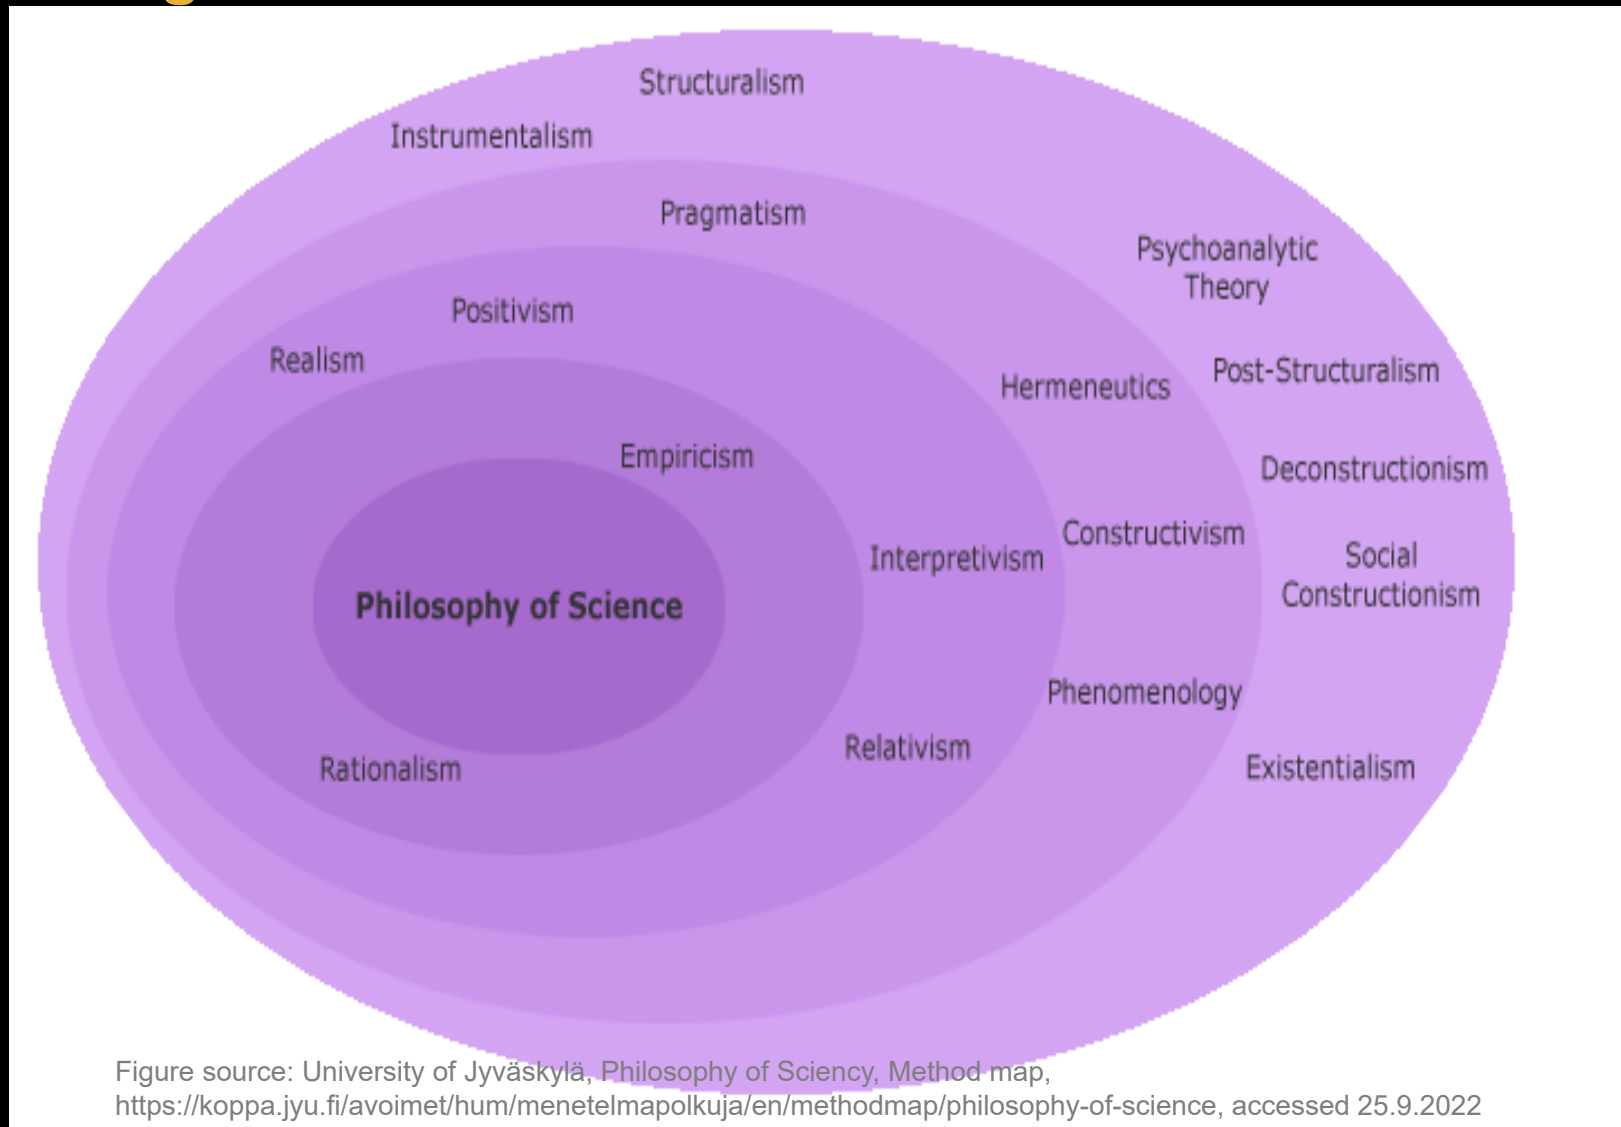 Structuralism
Instrumentalism
Pragmatism
Psychoanalytic
Theory
Positivism
Realism
Post-Structuralism
Hermeneutics
Empiricism
Deconstructionism
Constructivism
Interpretivism
Social
Constructionism
Philosophy of Science
Phenomenology
Relativism
Rationalism
Existentialism
Figure source: University of Jyväskylä, Philosophy of Sciency, Method map,
https://koppa.jyu.fi/avoimet/hum/menetelmapolkuja/en/methodmap/philosophy-of-science, accessed 25.9.2022